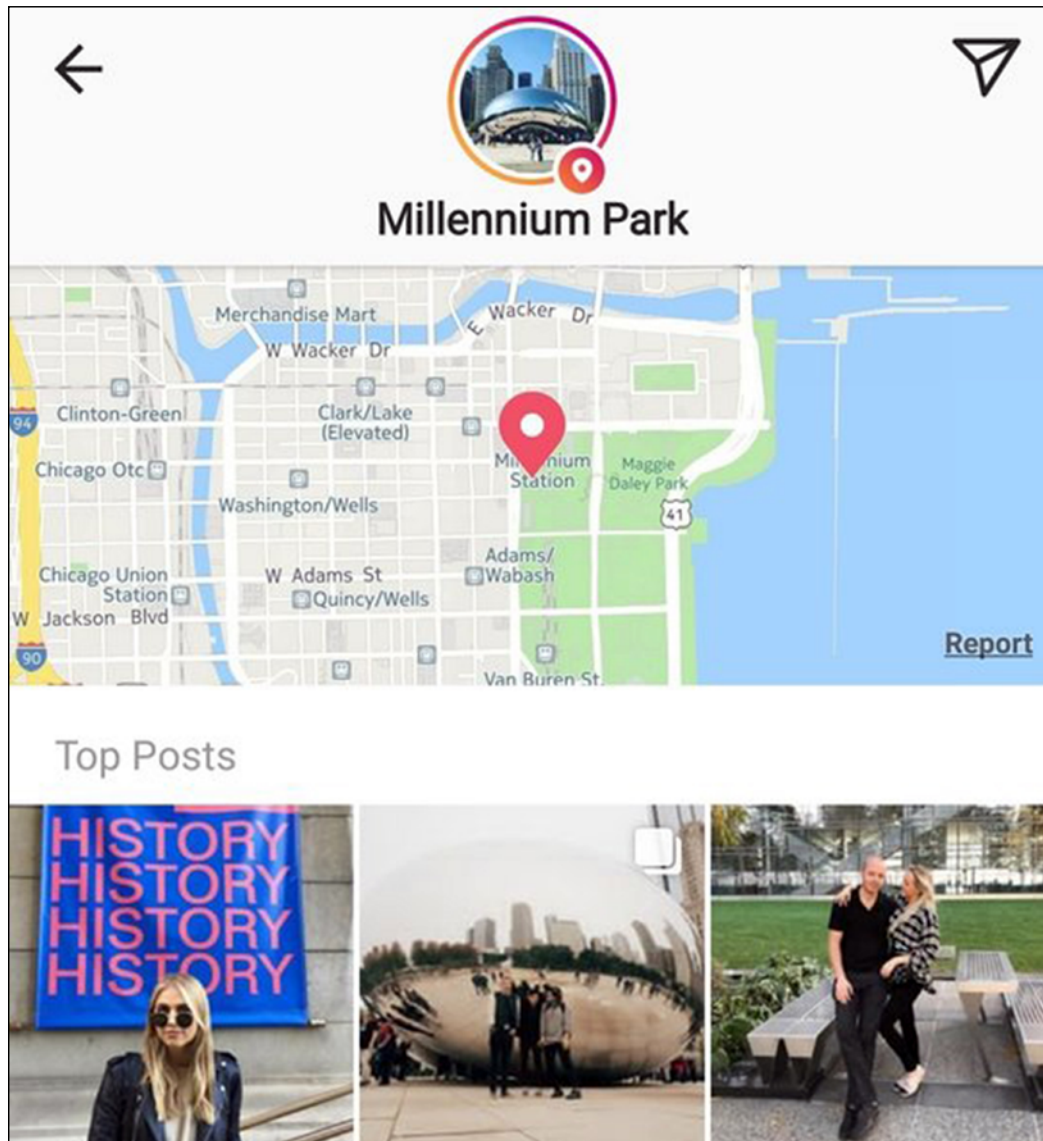 Millennium Park
Merchandise Mart
E Wacker Dr
W Wacker Dr
94
Clinton-Green
Clark/Lake
(Elevated)
Chicago Otc
Millennium
Station
Maggie
Daley Park
Washington/Wells
41
Adams/
Wabash
Chicago Union
Station
W Adams St
Quincy/Wells
W Jackson Blvd
90
Report
Van Buren St.
Top Posts
HISTORY
HISTORY
HISTORY
HISTORY